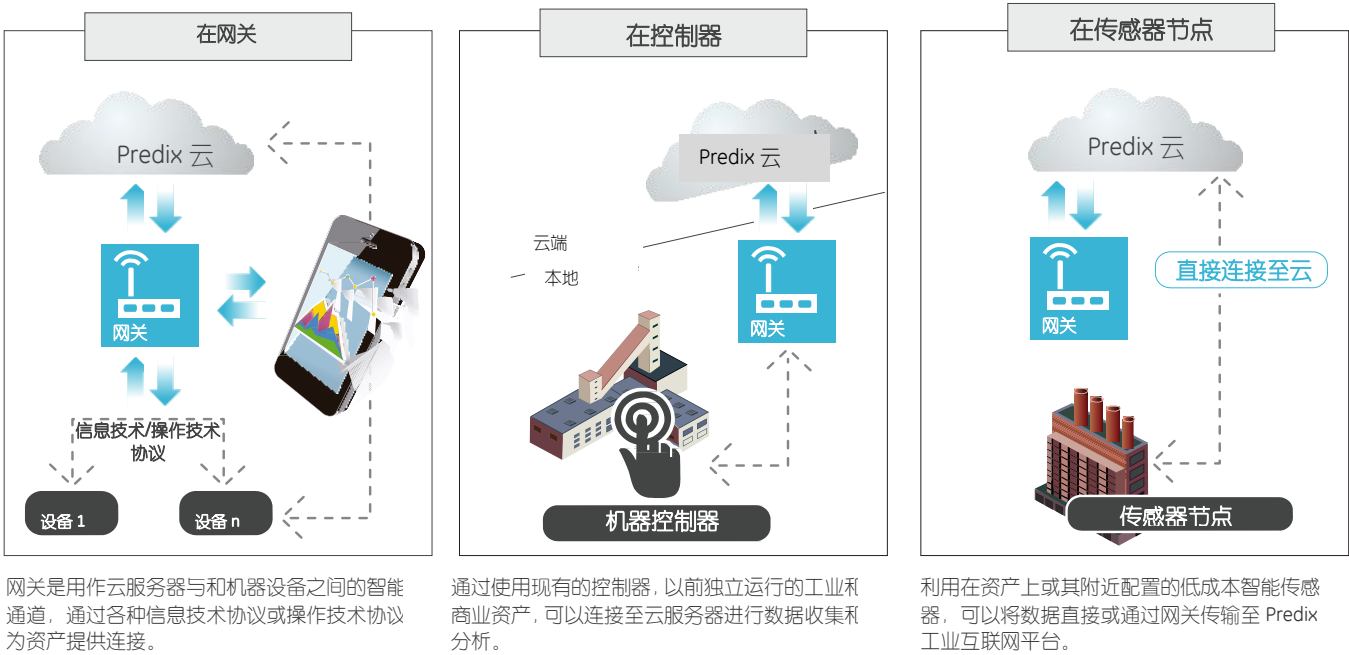 在网关
Predix 云
网关
信息技术/操作技术
协议
设备 1
设备 n
网关是用作云服务器与和机器设备之间的智能
通道，通过各种信息技术协议或操作技术协议
为资产提供连接。
在控制器
Predix 云
云端
本地
网关
机器控制器
通过使用现有的控制器，以前独立运行的工业和
商业资产，可以连接至云服务器进行数据收集和
分析。
在传感器节点
Predix 云
直接连接至云
网关
传感器节点
利用在资产上或其附近配置的低成本智能传感
器，可以将数据直接或通过网关传输至 Predix
工业互联网平台。